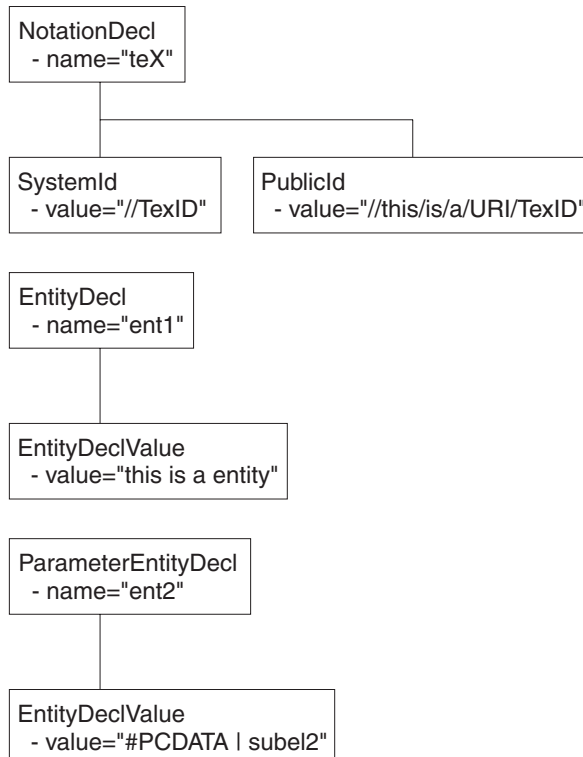 NotationDecl
- name="teX"
SystemId
- value="//TexID"
PublicId
- value="//this/is/a/URI/TexID"
EntityDecl
- name="ent1"
EntityDeclValue
- value="this is a entity"
ParameterEntityDecl
- name="ent2"
EntityDeclValue
- value="#PCDATA | subel2"